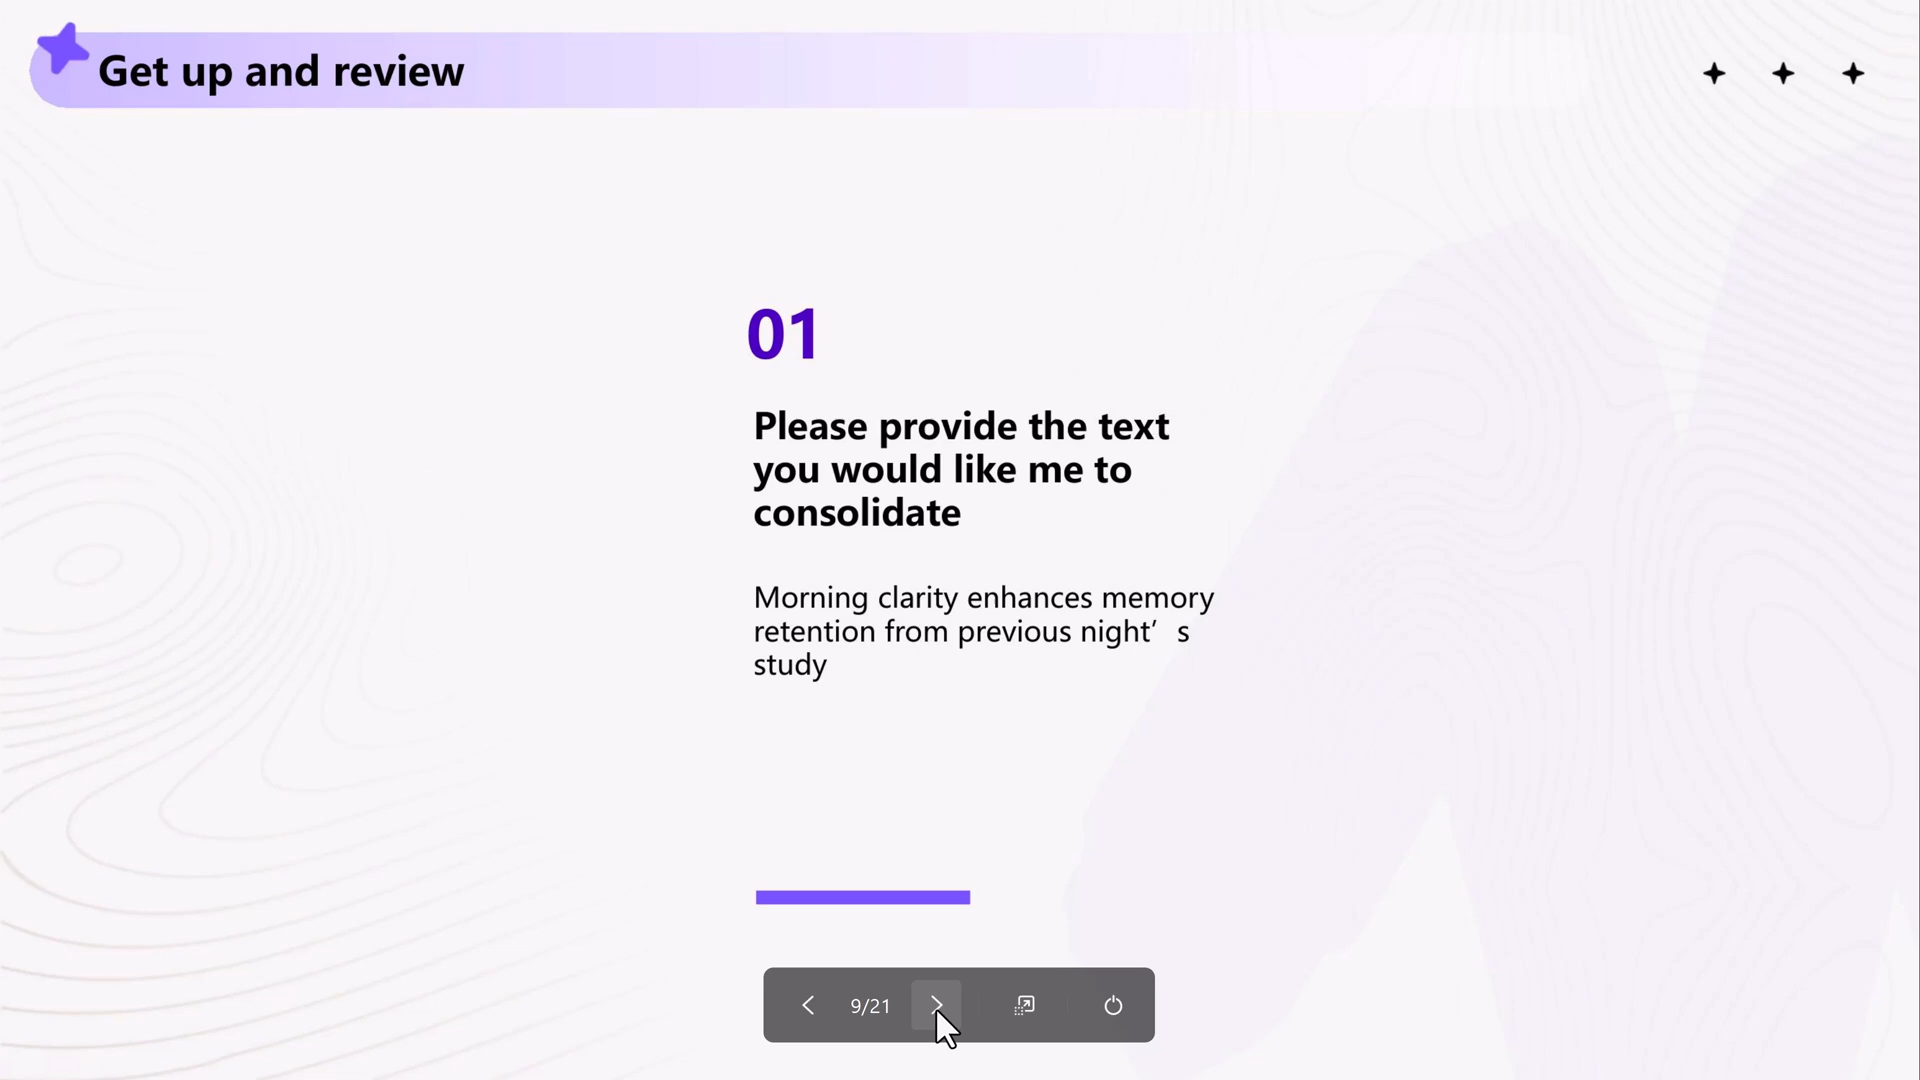 Get up and review
01
Please provide the text
you would like me to
consolidate
Morning clarity enhances memory
retention from previous night’s
study
9/21